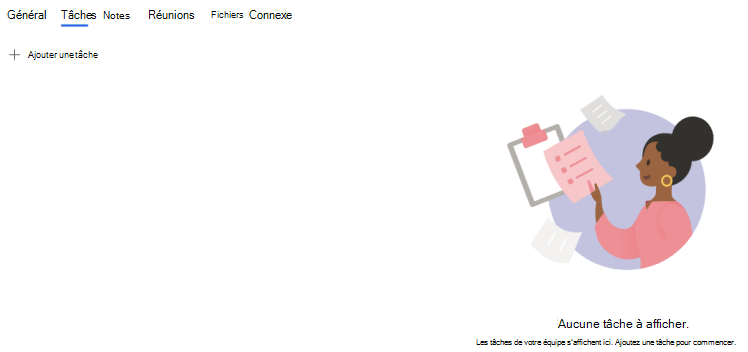 Général Tâches Notes Réunions Fichiers Connexe
Ajouter une tâche
Aucune tâche à afficher.
Les tâches de votre équipe s'affichent ici. Ajoutez une tâche pour commencer.